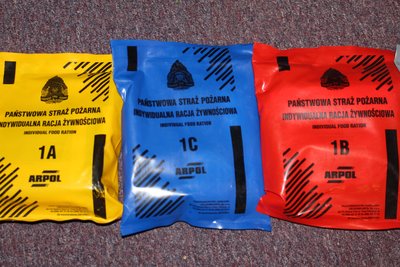 PAŃSTWOWA STRAŻ POŻARNA
INDYWIDUALNA RACJA ŻYWNOŚCIOWA
INDIVIDUAL FOOD RATION
1A
ARPOL
PAŃSTWOWA STRAŻ POŻARNA
INDYWIDUALNA RACJA ŻYWNOŚCIOWA
INDIVIDUAL FOOD RATION
1C
ARPOL
PAŃSTWOWA STRAŻ POŻARNA
INDYWIDUALNA RACJA ŻYWNOŚCIOWA
INDIVIDUAL FOOD RATION
1B
ARPOL